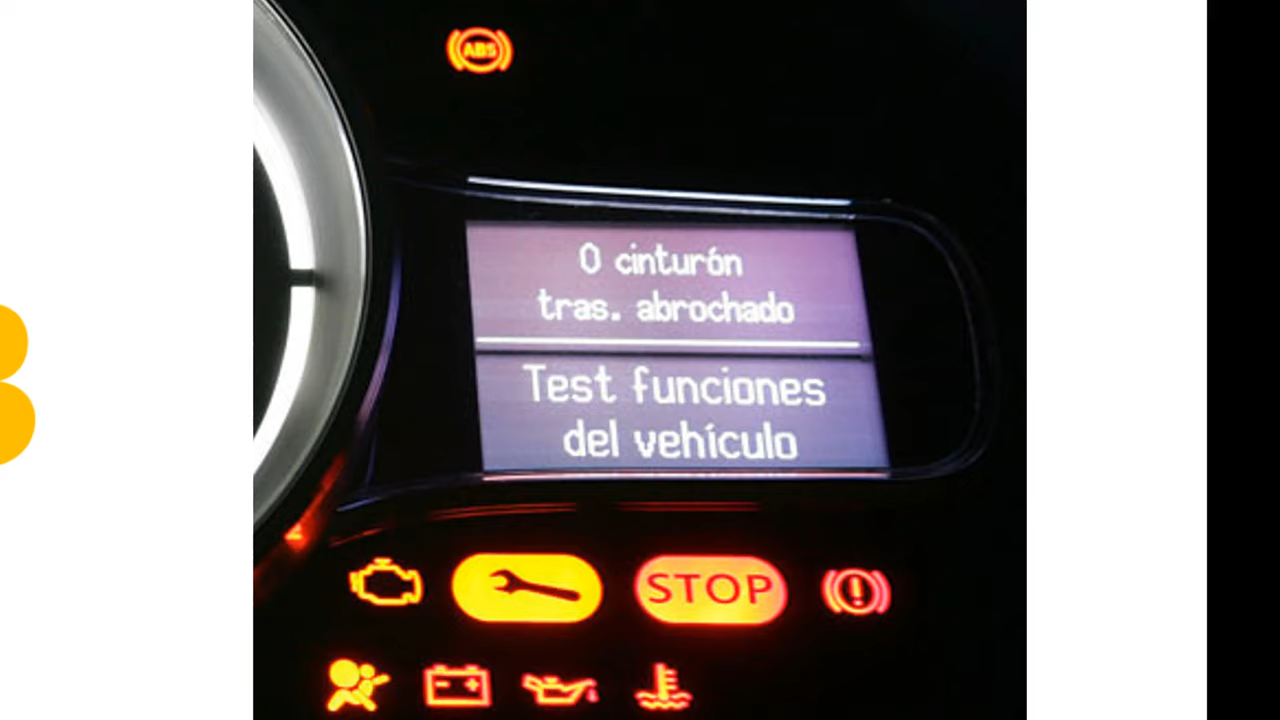 ABS
0 cinturón
tras. abrochado
Test funciones
del vehículo
STOP